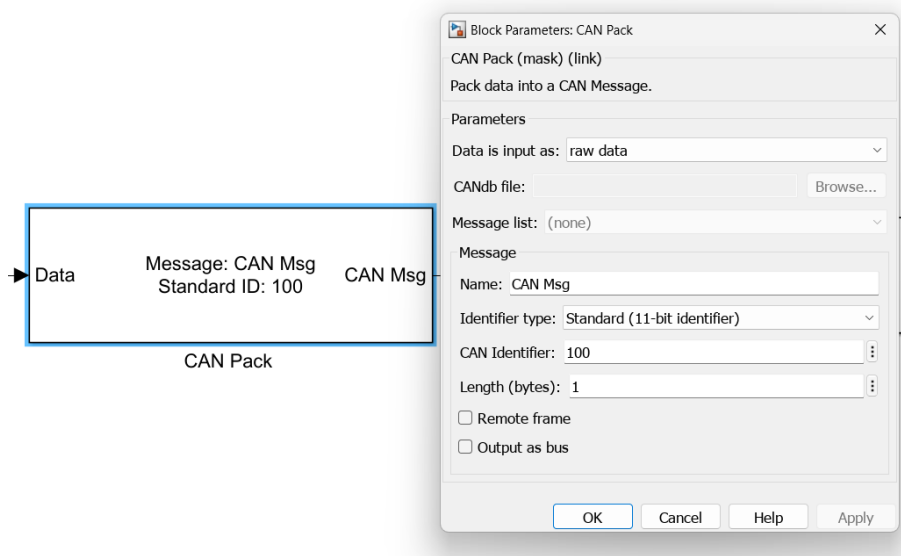 Data
Message: CAN Msg
Standard ID: 100
CAN Msg
CAN Pack
Block Parameters: CAN Pack
CAN Pack (mask) (link)
Pack data into a CAN Message.
Parameters
Data is input as: raw data
CANdb file:
Browse...
Message list: (none)
Message
Name: CAN Msg
Identifier type: Standard (11-bit identifier)
CAN Identifier: 100
Length (bytes): 1
Remote frame
Output as bus
OK Cancel Help Apply